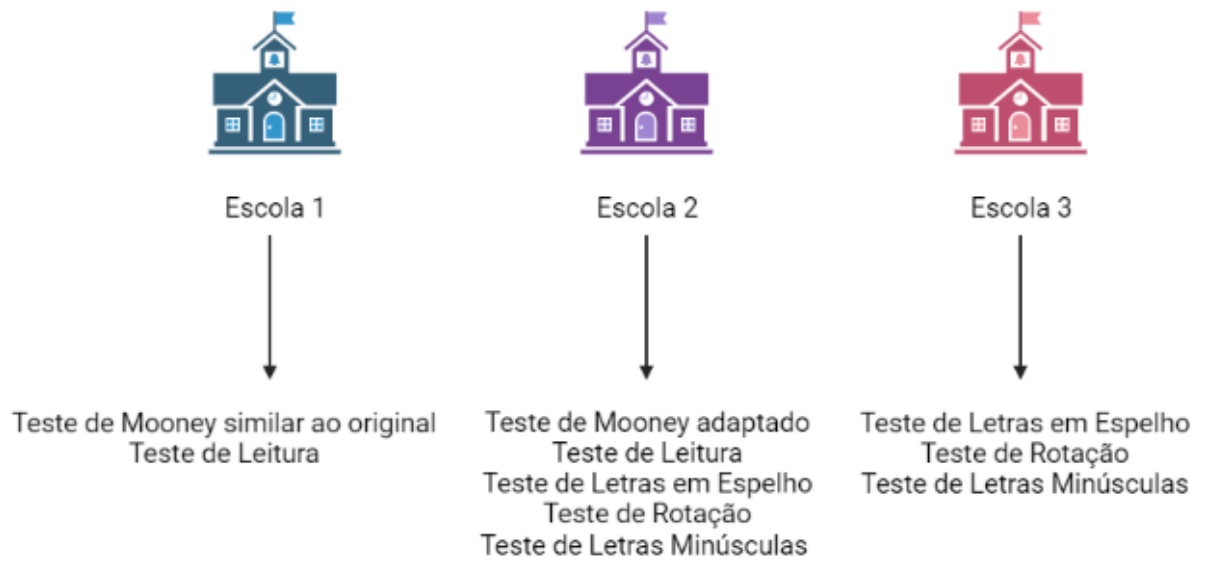 Escola 1
Escola 2
Escola 3
Teste de Mooney similar ao original
Teste de Leitura
Teste de Mooney adaptado
Teste de Leitura
Teste de Letras em Espelho
Teste de Rotação
Teste de Letras Minúsculas
Teste de Letras em Espelho
Teste de Rotação
Teste de Letras Minúsculas